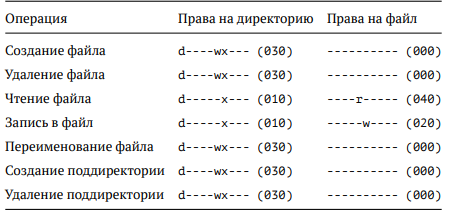 Операция Права на директорию Права на файл
Создание файла d----wx--- (030) ---------- (000)
Удаление файла d----wx--- (030) ---------- (000)
Чтение файла d-----x--- (010) ----r----- (040)
Запись в файл d-----x--- (010) -----w---- (020)
Переименование файла d----wx--- (030) ---------- (000)
Создание поддиректории d----wx--- (030) ---------- (000)
Удаление поддиректории d----wx--- (030) ---------- (000)